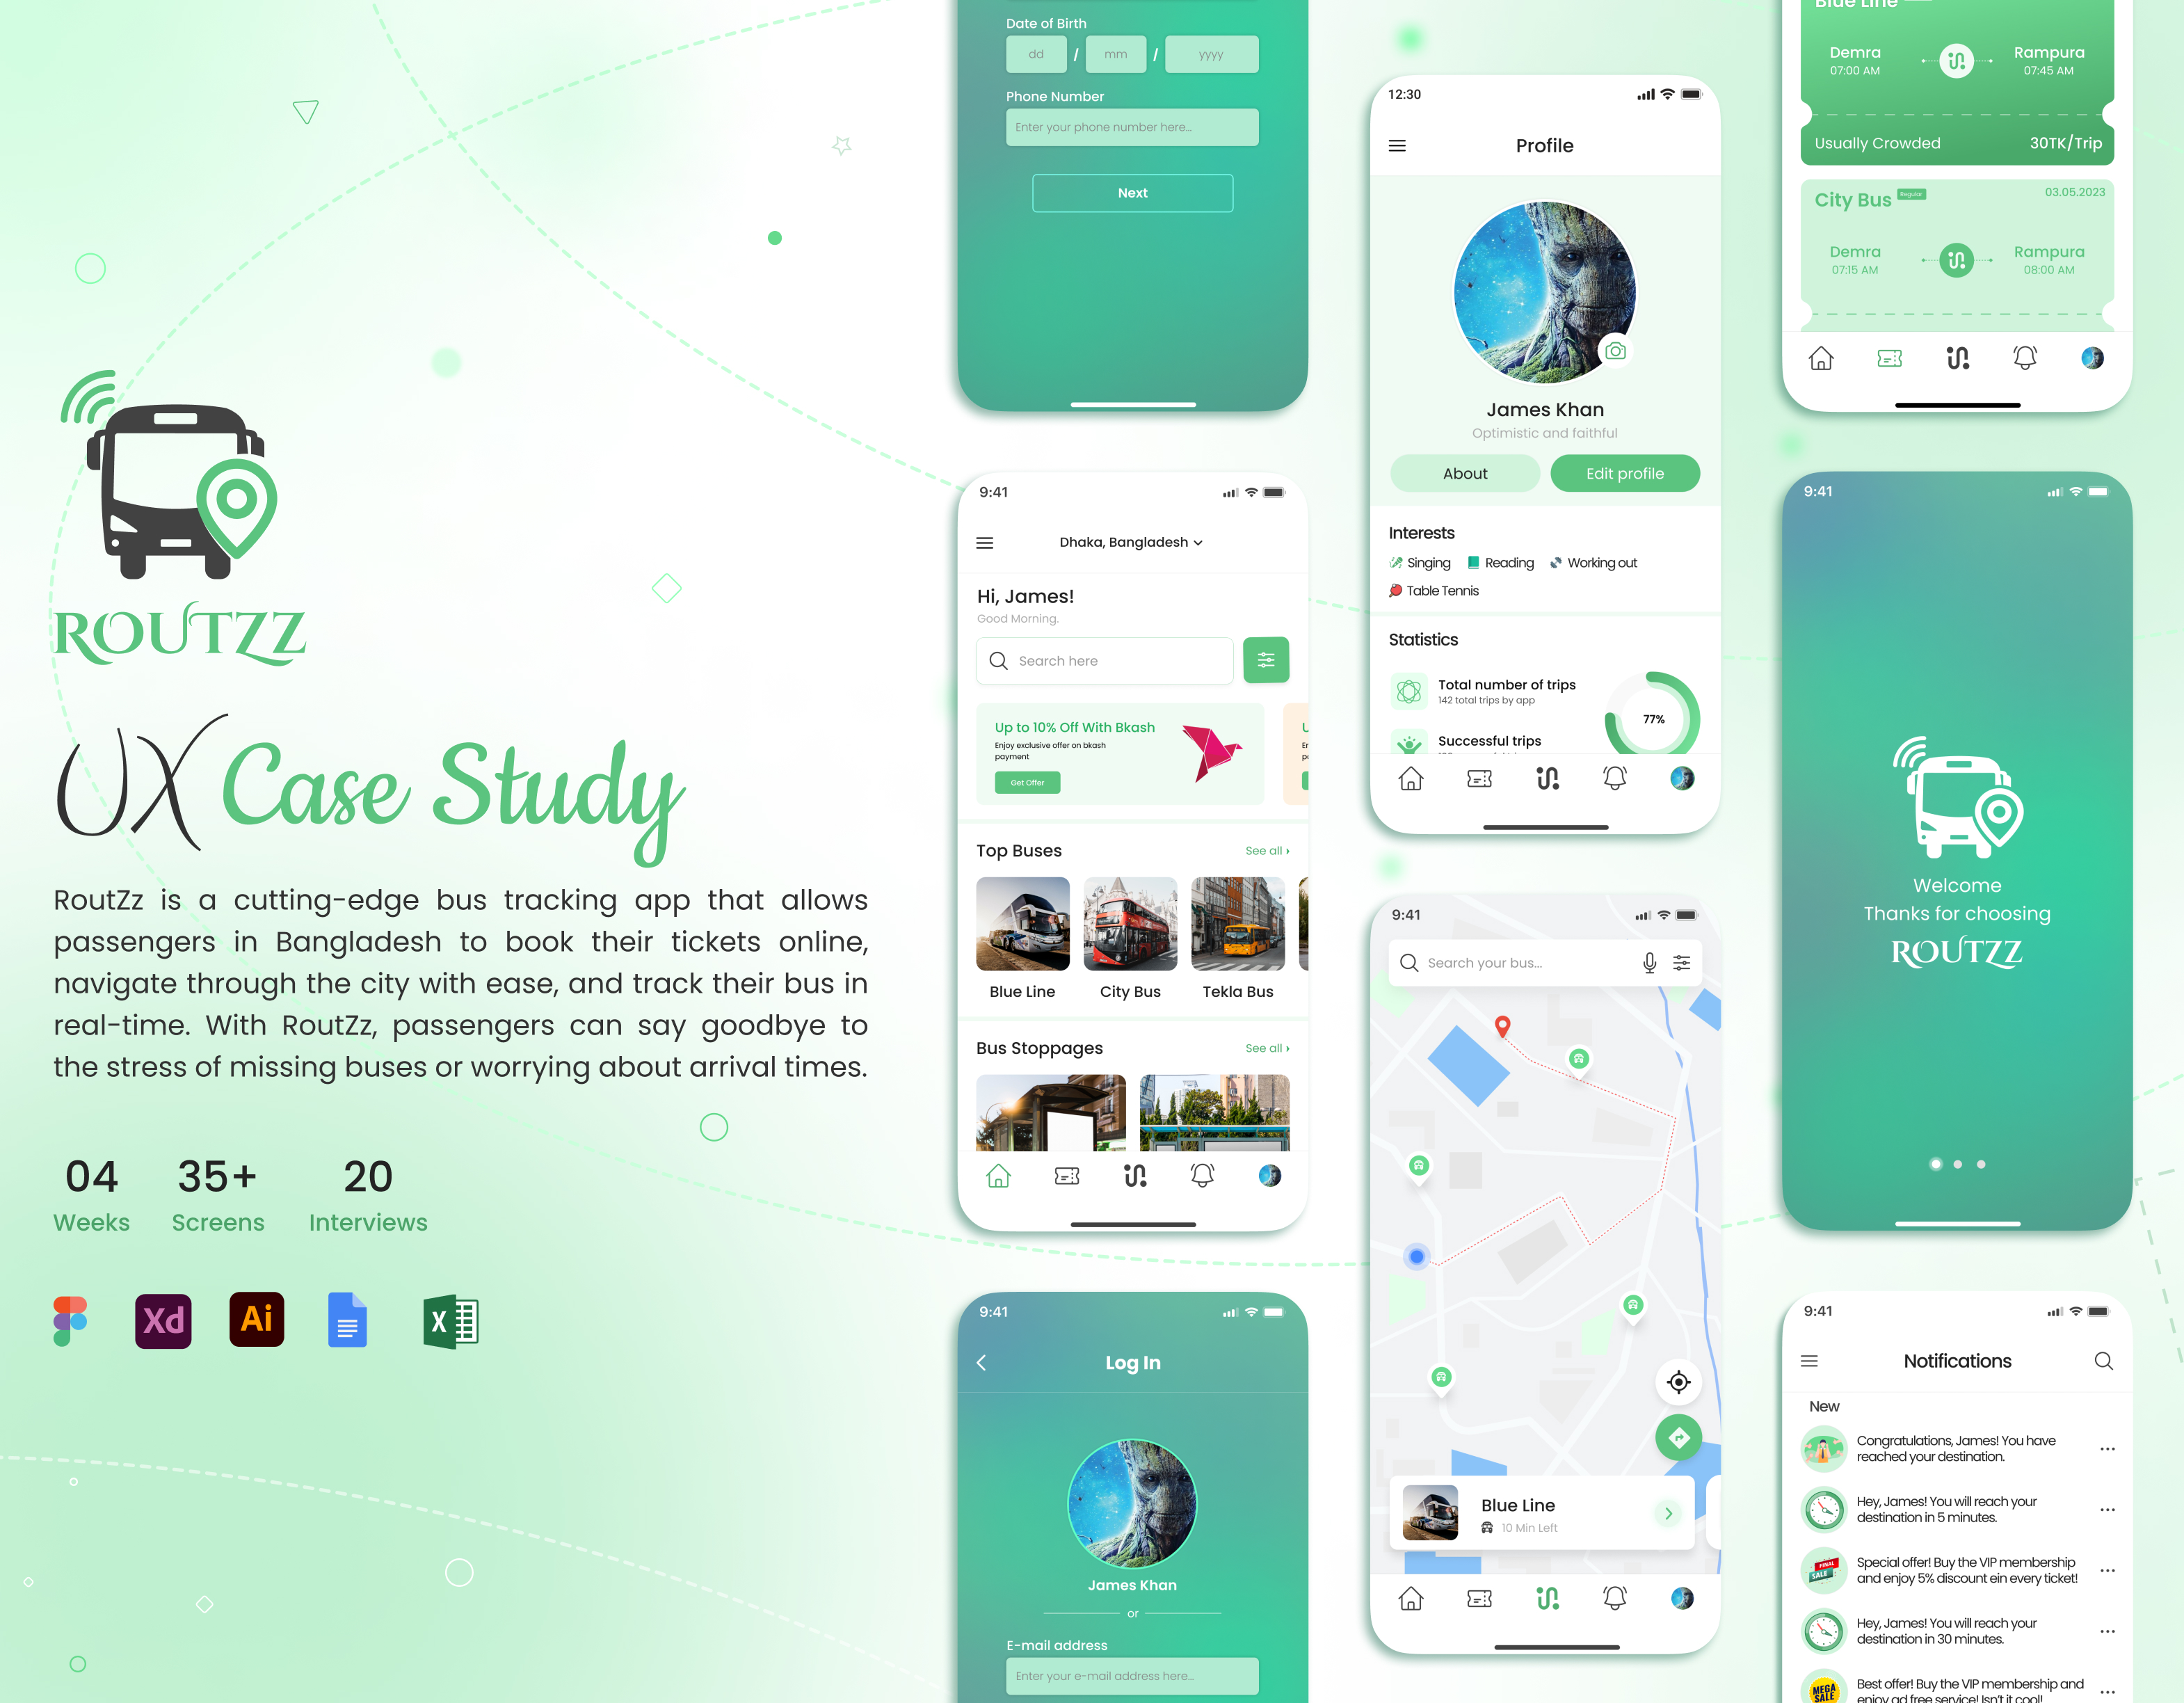 ROUTZZ
UX Case Study
RoutZz is a cutting-edge bus tracking app that allows
passengers in Bangladesh to book their tickets online,
navigate through the city with ease, and track their bus in
real-time. With RoutZz, passengers can say goodbye to
the stress of missing buses or worrying about arrival times.
04 35+ 20
Weeks Screens Interviews
Xd Ai X
Date of Birth
dd / mm / yyyy
Phone Number
Enter your phone number here...
Next
9:41
Dhaka, Bangladesh
Hi, James!
Good Morning.
Search here
Up to 10% Off With Bkash
Enjoy exclusive offer on bkash
payment
Get Offer
Top Buses See all ›
Blue Line City Bus Tekla Bus
Bus Stoppages See all ›
9:41
Log In
James Khan
or
E-mail address
Enter your e-mail address here...
12:30
Profile
James Khan
Optimistic and faithful
About Edit profile
Interests
Singing Reading Working out
Table Tennis
Statistics
Total number of trips
142 total trips by app
77%
Successful trips
9:41
Search your bus...
Blue Line
10 Min Left
Blue Line
Demra Rampura
07:00 AM 07:45 AM
Usually Crowded 30TK/Trip
City Bus Regular 03.05.2023
Demra Rampura
07:15 AM 08:00 AM
9:41
Welcome
Thanks for choosing
ROUTZZ
9:41
Notifications
New
Congratulations, James! You have
reached your destination.
Hey, James! You will reach your
destination in 5 minutes.
FINAL
SALE
Special offer! Buy the VIP membership
and enjoy 5% discount ein every ticket!
Hey, James! You will reach your
destination in 30 minutes.
MEGA
SALE
Best offer! Buy the VIP membership and
enjoy ad free service! Isn't it cool!